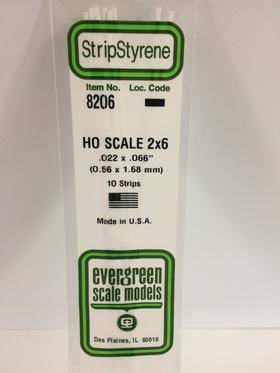 StripStyrene
Item No. Loc. Code
8206
HO SCALE 2x6
.022 x .066"
(0.56 x 1.68 mm)
10 Strips
Made in U.S.A.
evergreen
scale models
Des Plaines, IL 60018